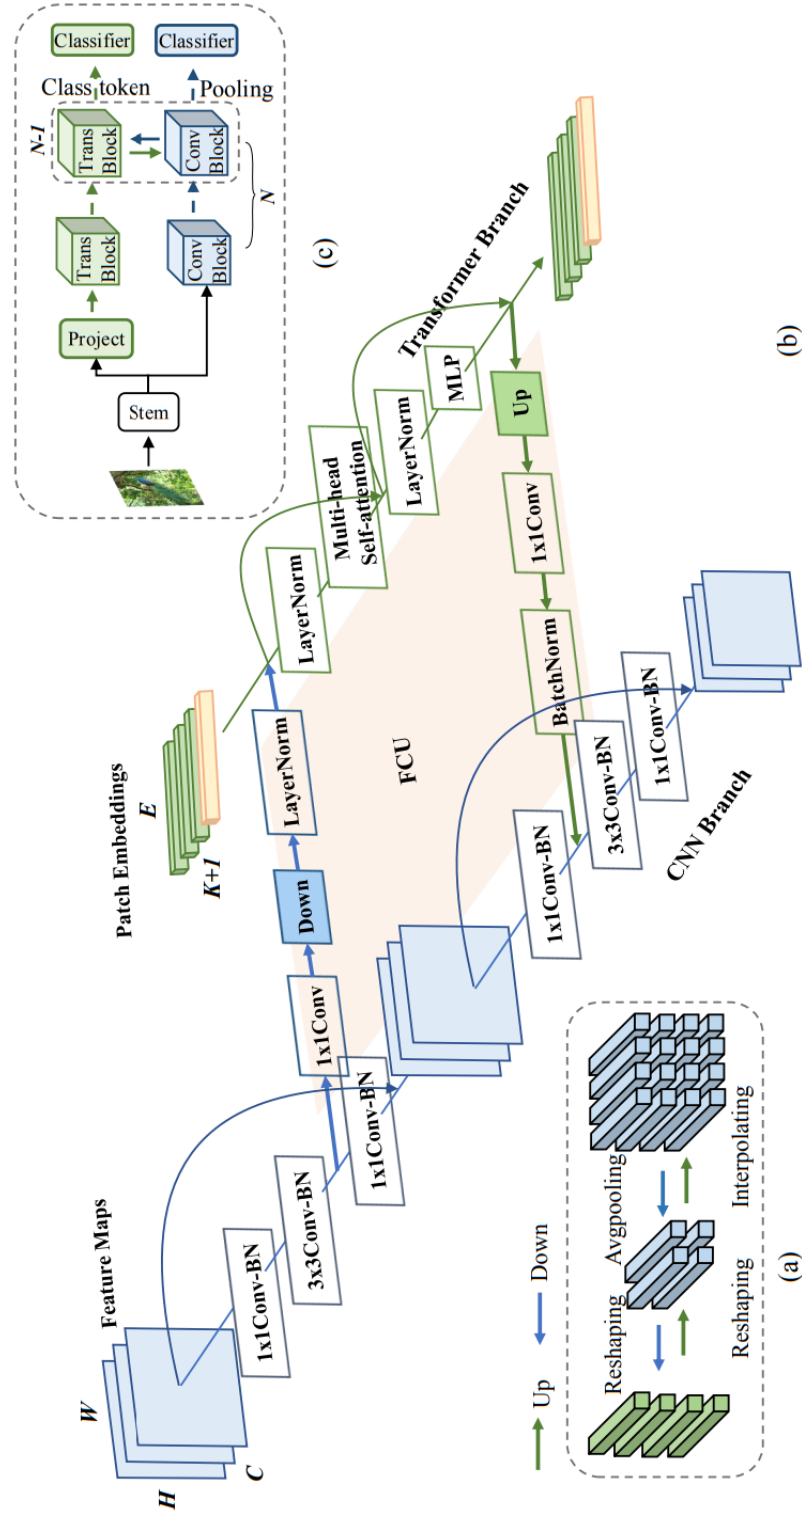 Feature Maps
W
H
C
1x1Conv-BN
3x3Conv-BN
1x1Conv-BN
1x1Conv
Down
LayerNorm
Patch Embeddings
E
K+1
LayerNorm
Multi-head
Self-attention
LayerNorm
MLP
Transformer Branch
FCU
Up
1x1Conv
BatchNorm
1x1Conv-BN
3x3Conv-BN
1x1Conv-BN
CNN Branch
(b)
Up
Down
Reshaping
Avgpooling
Reshaping
Interpolating
(a)
Stem
Project
Trans
Block
Conv
Block
N-1
Trans
Block
Conv
Block
N
Class token
Pooling
Classifier
Classifier
(c)